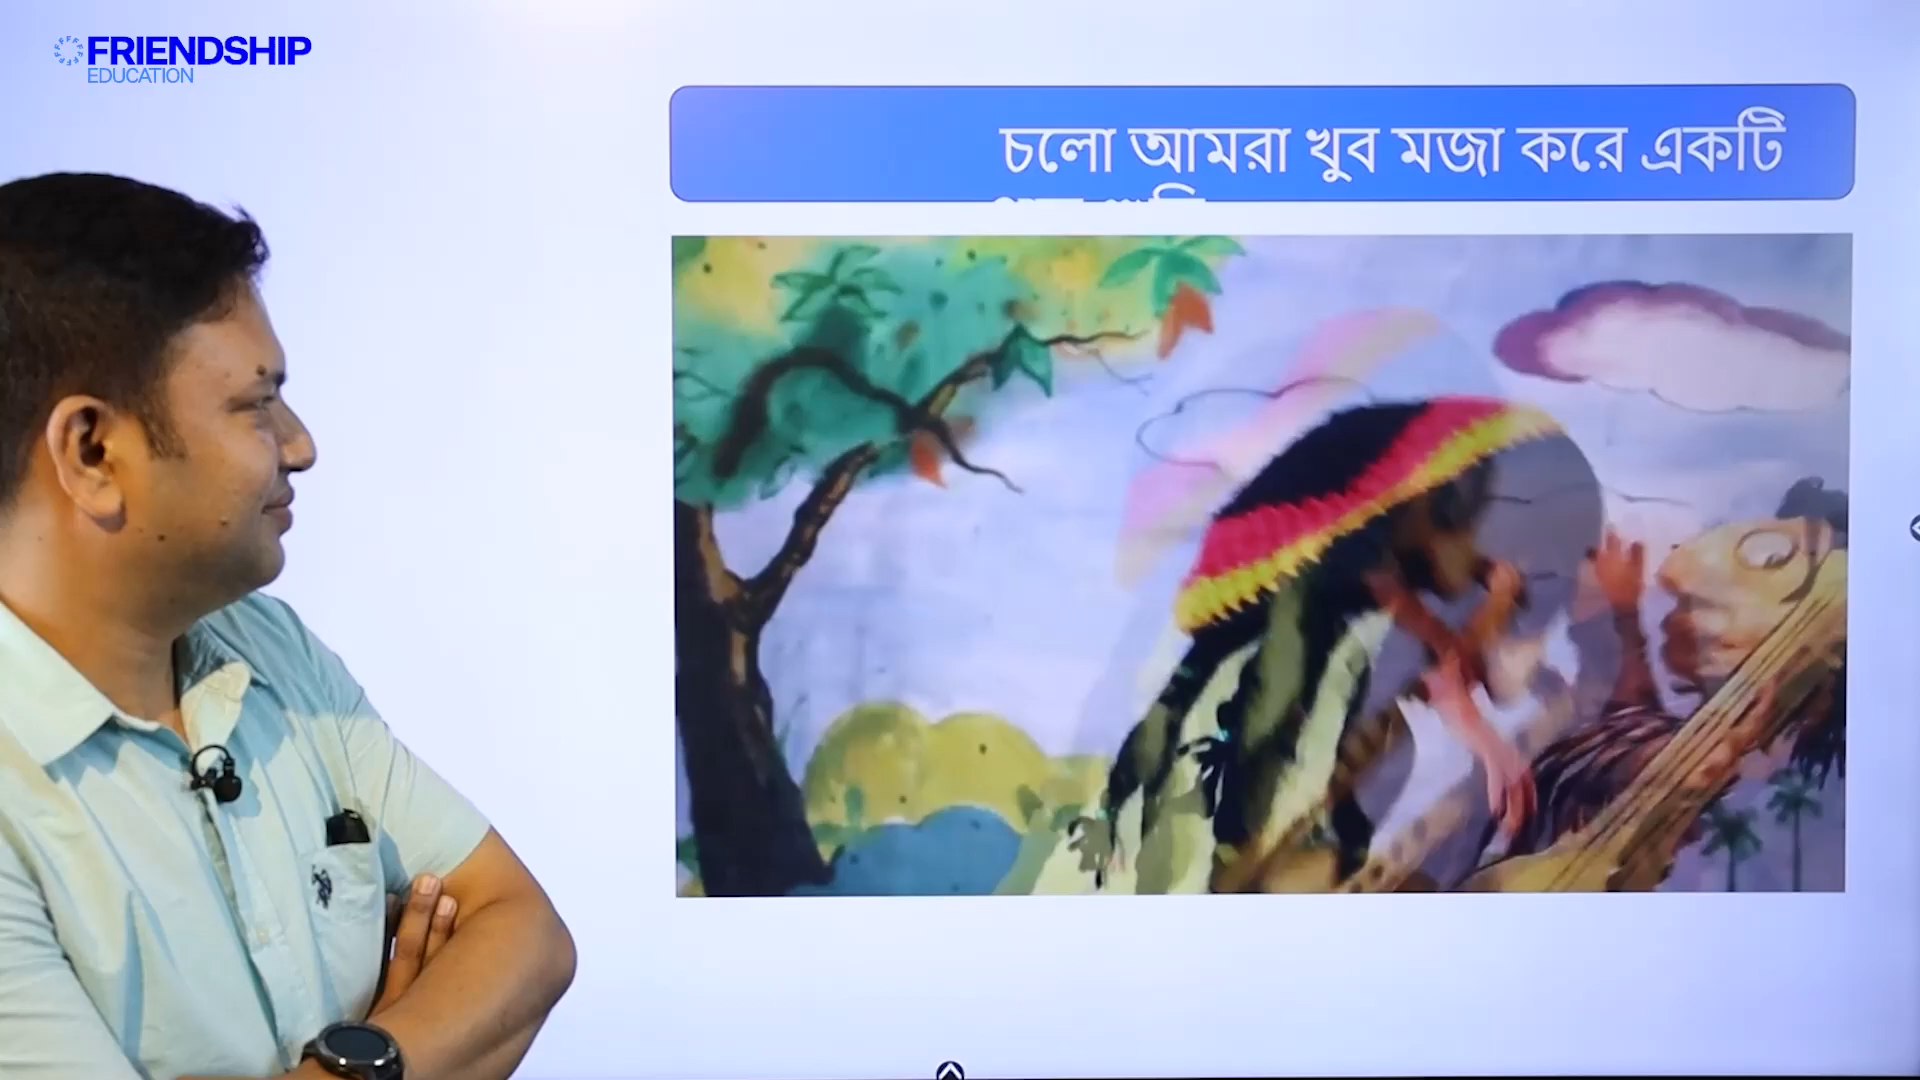 FRIENDSHIP
EDUCATION
চলো আমরা খুব মজা করে একটি